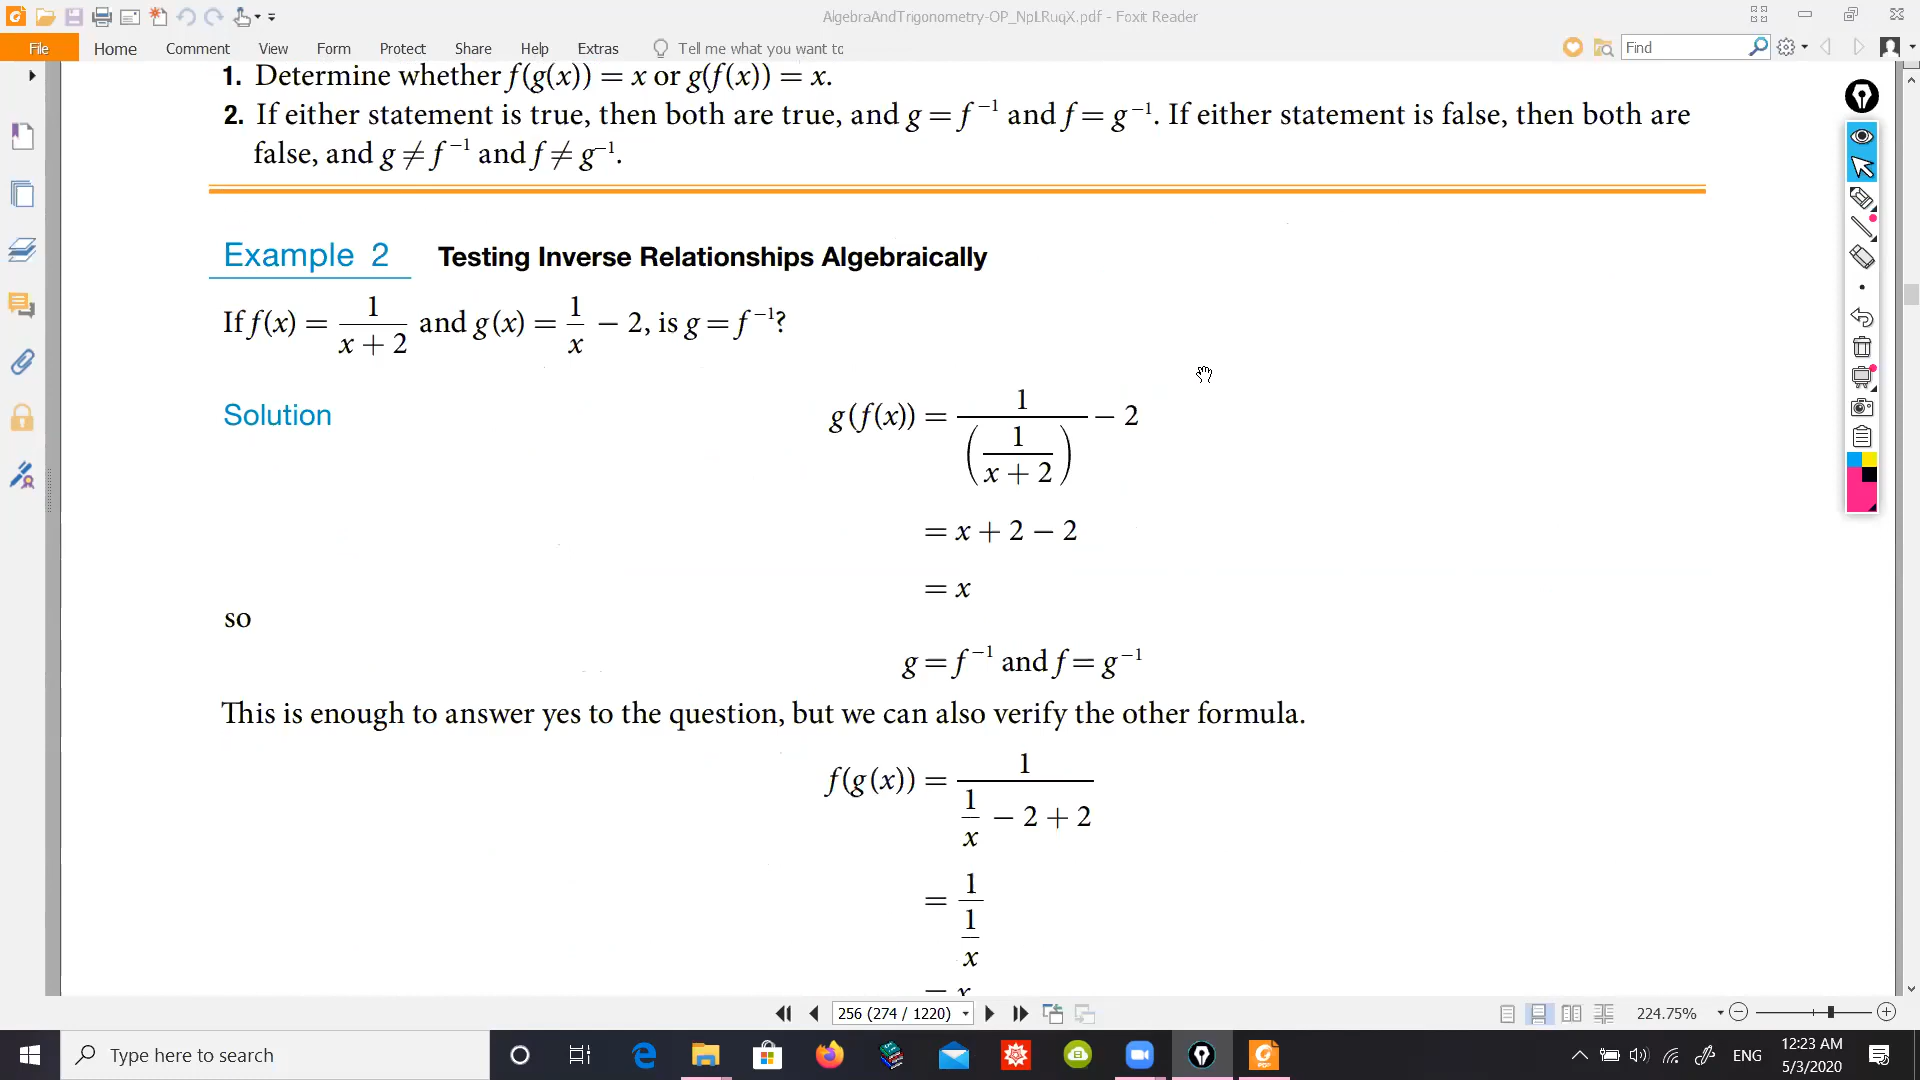 AlgebraAndTrigonometry-OP_NpLRuqX.pdf - Foxit Reader
File Home Comment View Form Protect Share Help Extras Tell me what you want to Find
1. Determine whether f(g(x)) = x or g(f(x)) = x.
2. If either statement is true, then both are true, and g = f⁻¹ and f = g⁻¹. If either statement is false, then both are
false, and g ≠ f⁻¹ and f ≠ g⁻¹.
Example 2 Testing Inverse Relationships Algebraically
If f(x) = 1/(x + 2) and g(x) = 1/x − 2, is g = f⁻¹?
Solution g(f(x)) = 1/(1/(x + 2)) − 2
= x + 2 − 2
= x
so
g = f⁻¹ and f = g⁻¹
This is enough to answer yes to the question, but we can also verify the other formula.
f(g(x)) = 1/(1/x − 2 + 2)
= 1/(1/x)
= x
256 (274 / 1220) 224.75%
Type here to search ENG 12:23 AM
5/3/2020